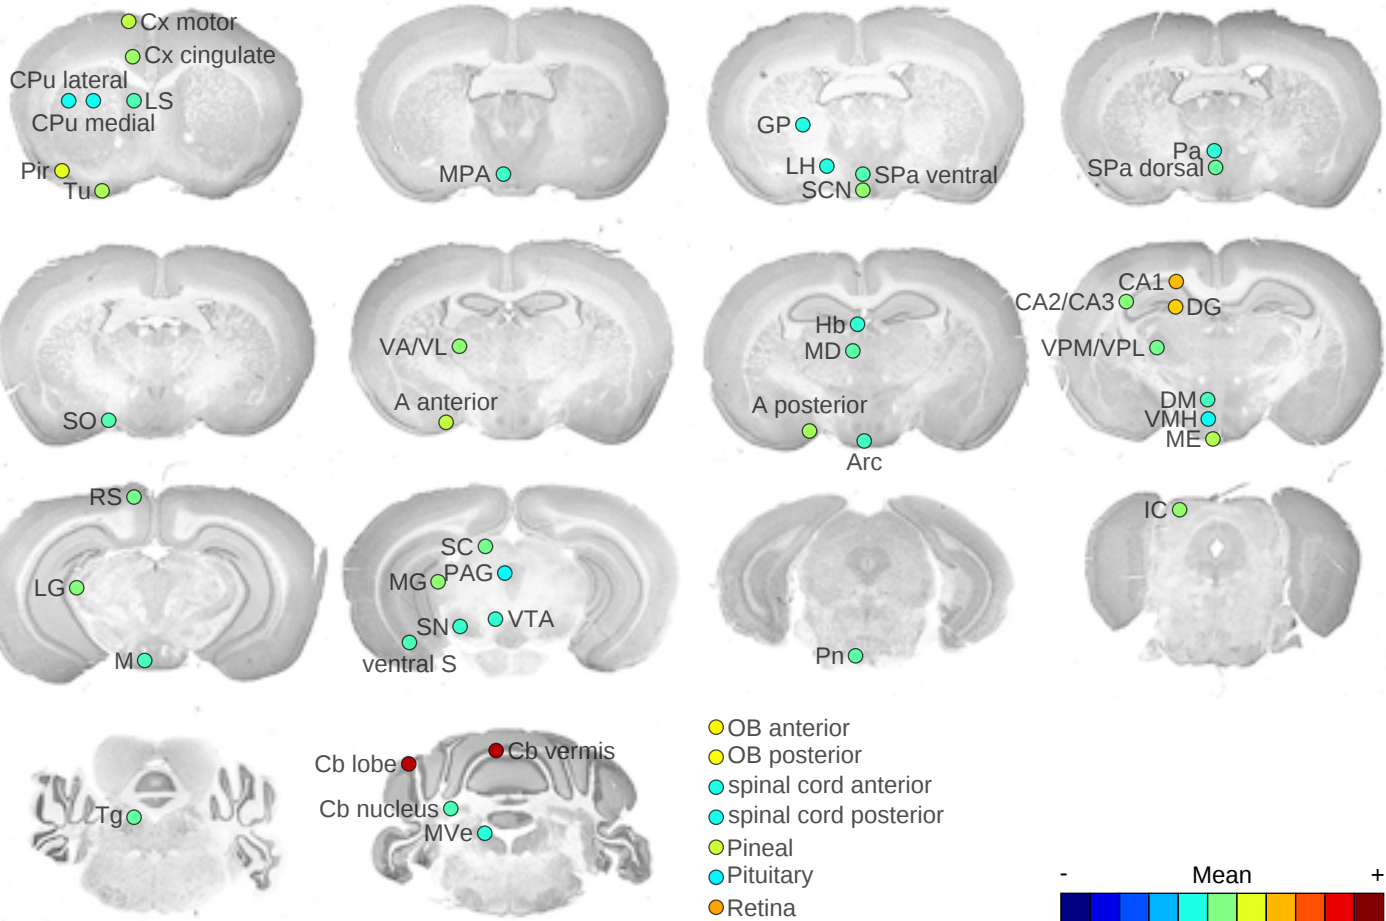 Cx motor
Cx cingulate
CPu lateral
LS
CPu medial
Pir
Tu
MPA
GP
LH
SPa ventral
SCN
Pa
SPa dorsal
SO
VA/VL
A anterior
Hb
MD
A posterior
Arc
CA1
CA2/CA3
DG
VPM/VPL
DM
VMH
ME
RS
LG
M
SC
PAG
MG
VTA
SN
ventral S
Pn
IC
Tg
Cb lobe
Cb vermis
Cb nucleus
MVe
OB anterior
OB posterior
spinal cord anterior
spinal cord posterior
Pineal
Pituitary
Retina
- Mean +